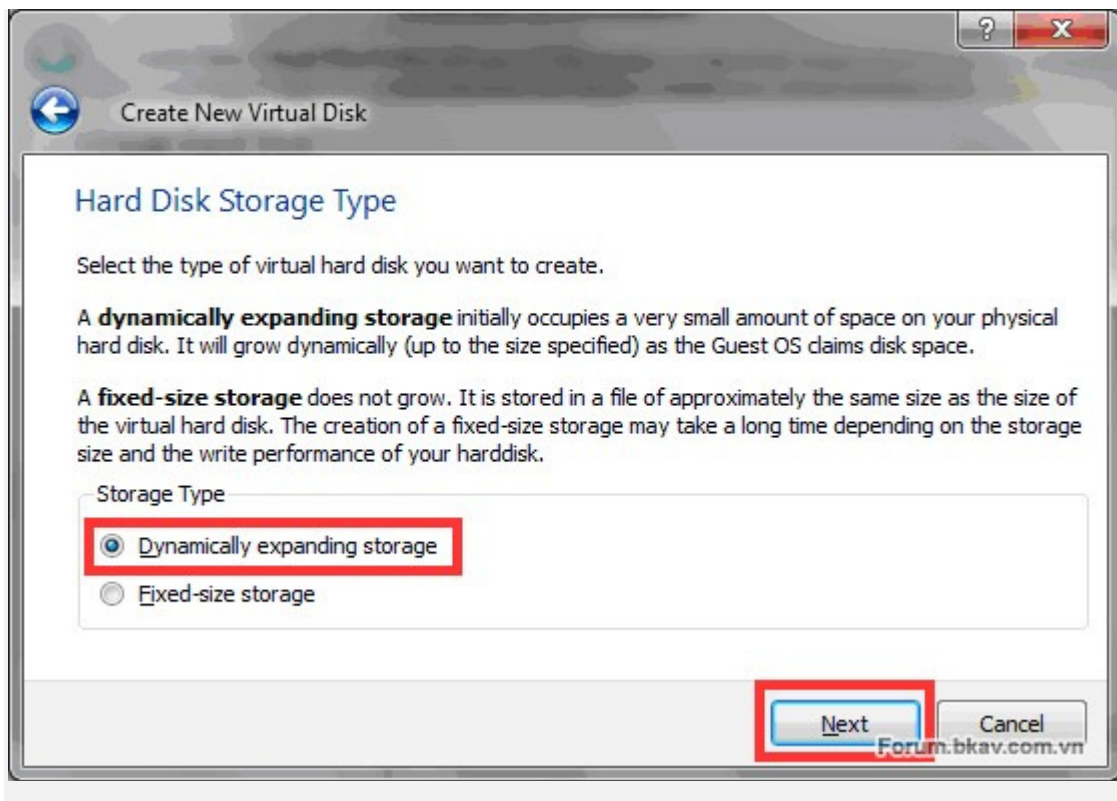 ?
X
Create New Virtual Disk
Hard Disk Storage Type
Select the type of virtual hard disk you want to create.
A dynamically expanding storage initially occupies a very small amount of space on your physical
hard disk. It will grow dynamically (up to the size specified) as the Guest OS claims disk space.
A fixed-size storage does not grow. It is stored in a file of approximately the same size as the size of
the virtual hard disk. The creation of a fixed-size storage may take a long time depending on the storage
size and the write performance of your harddisk.
Storage Type
Dynamically expanding storage
Fixed-size storage
Next Cancel
Forum.bkav.com.vn